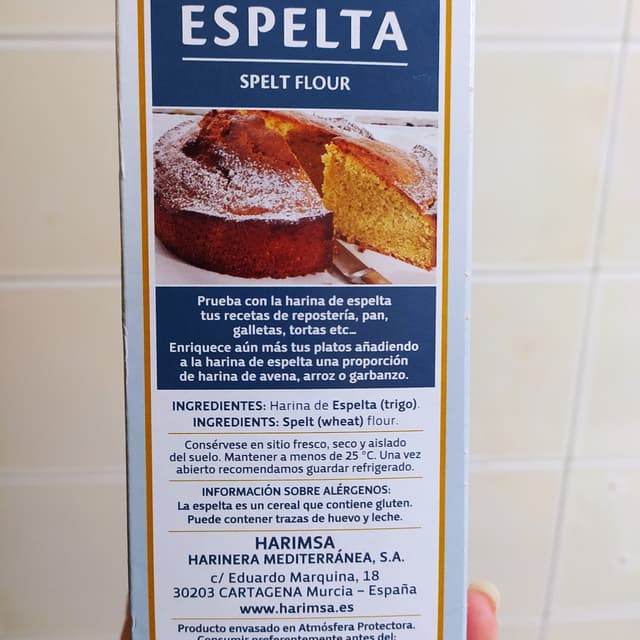 ESPELTA
SPELT FLOUR
Prueba con la harina de espelta
tus recetas de repostería, pan,
galletas, tortas etc...
Enriquece aún más tus platos añadiendo
a la harina de espelta una proporción
de harina de avena, arroz o garbanzo.
INGREDIENTES: Harina de Espelta (trigo).
INGREDIENTS: Spelt (wheat) flour.
Consérvese en sitio fresco, seco y aislado
del suelo. Mantener a menos de 25 °C. Una vez
abierto recomendamos guardar refrigerado.
INFORMACIÓN SOBRE ALÉRGENOS:
La espelta es un cereal que contiene gluten.
Puede contener trazas de huevo y leche.
HARIMSA
HARINERA MEDITERRÁNEA, S.A.
c/ Eduardo Marquina, 18
30203 CARTAGENA Murcia – España
www.harimsa.es
Producto envasado en Atmósfera Protectora.
Consumir preferentemente antes del: